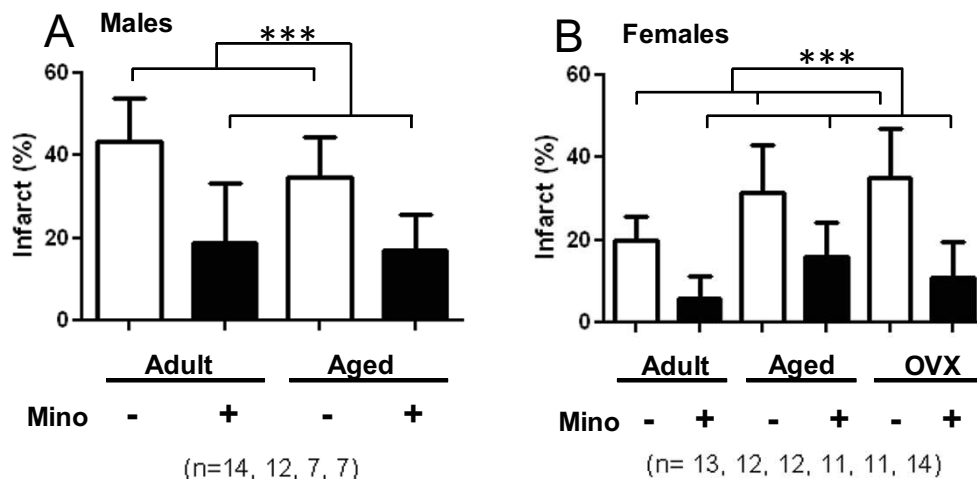 A Males
***
60
40
20
0
Infarct (%)
Adult Aged
Mino - + - +
(n=14, 12, 7, 7)
B Females
***
60
40
20
0
Infarct (%)
Adult Aged OVX
Mino - + - + - +
(n= 13, 12, 12, 11, 11, 14)